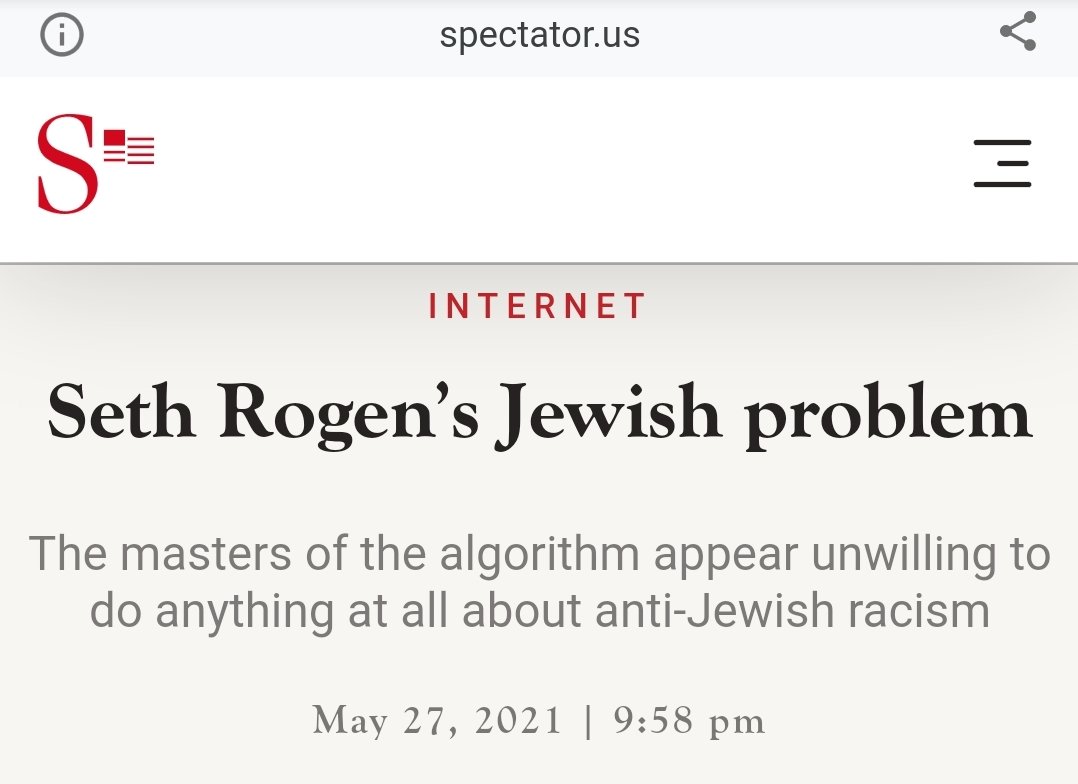 spectator.us
S
INTERNET
Seth Rogen’s Jewish problem
The masters of the algorithm appear unwilling to
do anything at all about anti-Jewish racism
May 27, 2021 | 9:58 pm